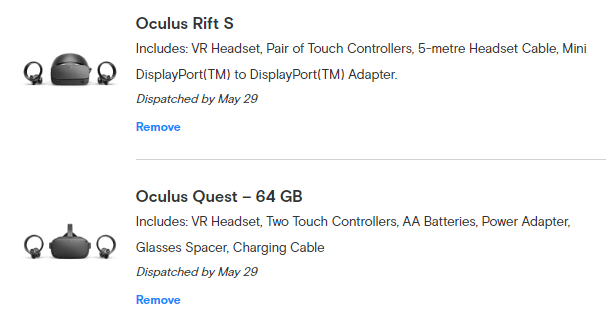 Oculus Rift S
Includes: VR Headset, Pair of Touch Controllers, 5-metre Headset Cable, Mini
DisplayPort(TM) to DisplayPort(TM) Adapter.
Dispatched by May 29
Remove
Oculus Quest – 64 GB
Includes: VR Headset, Two Touch Controllers, AA Batteries, Power Adapter,
Glasses Spacer, Charging Cable
Dispatched by May 29
Remove